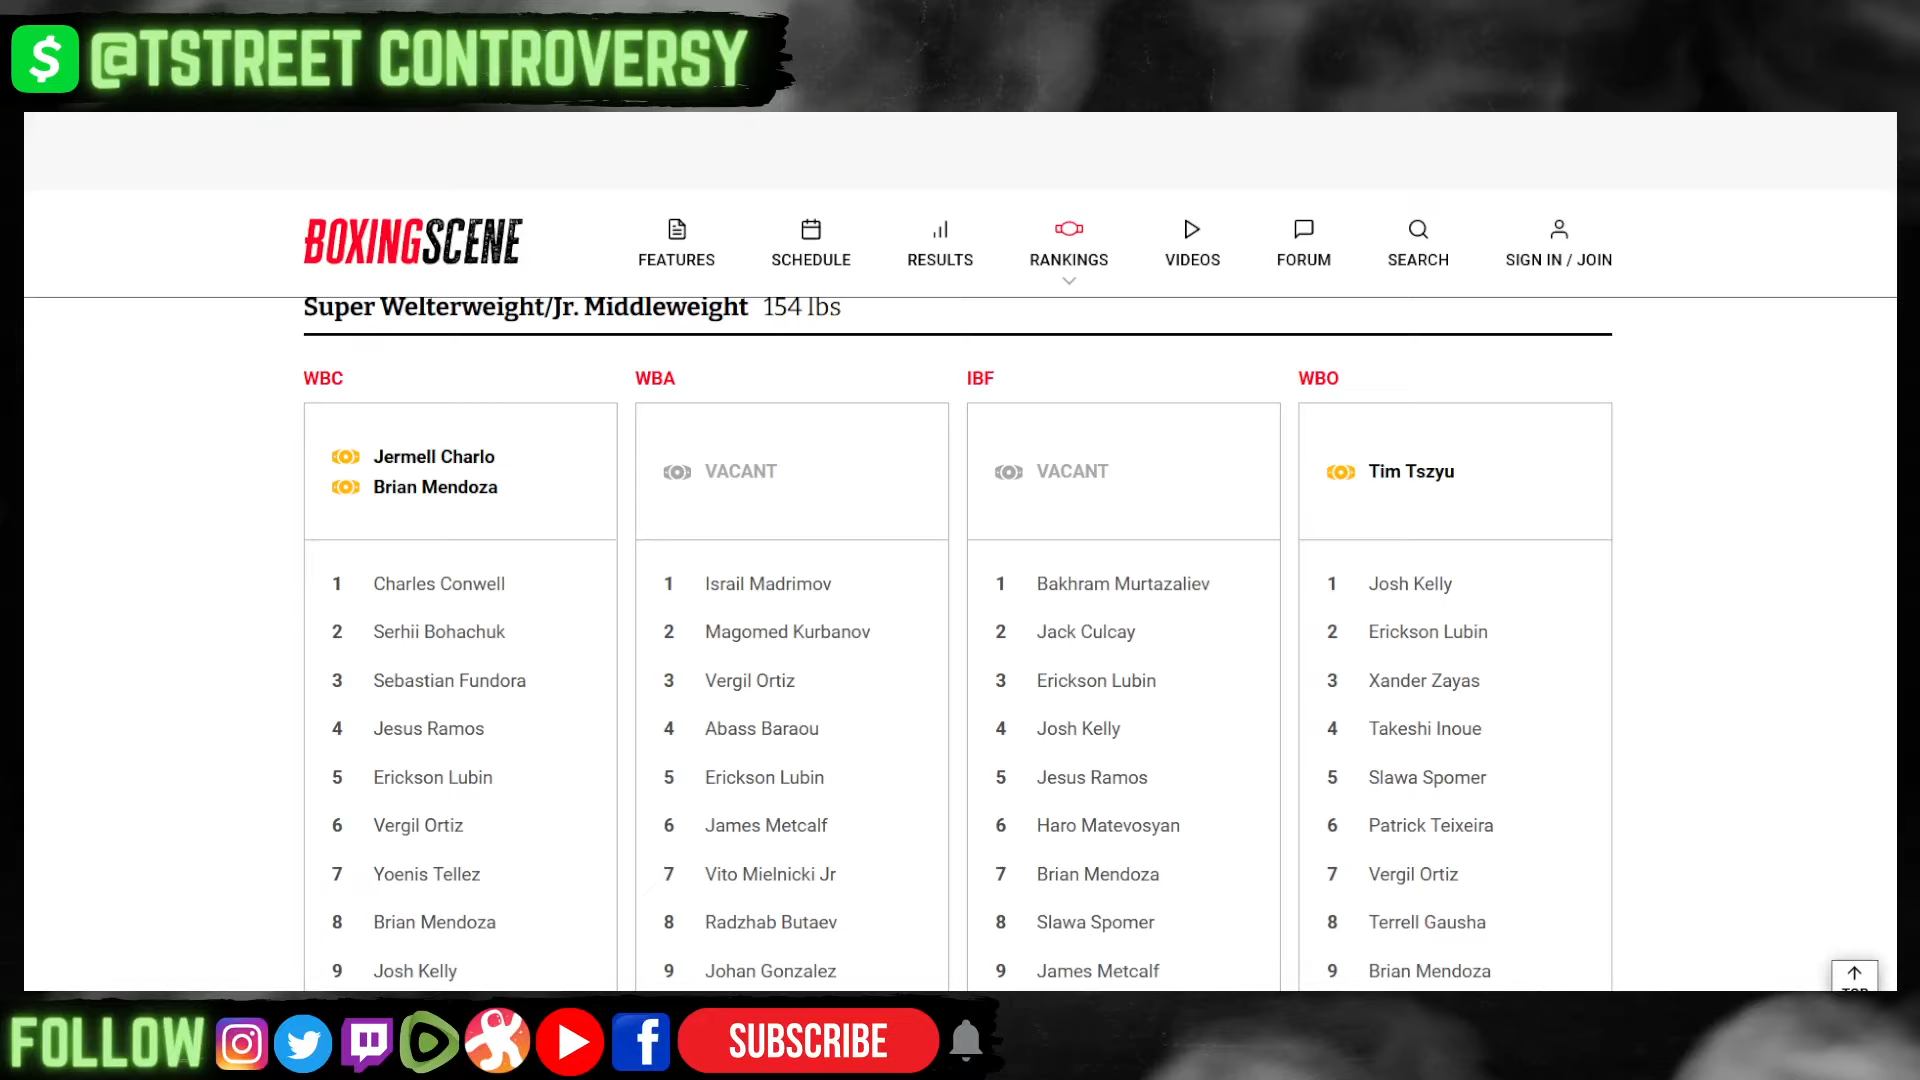 $ @TSTREET CONTROVERSY
BOXINGSCENE
FEATURES
SCHEDULE
RESULTS
RANKINGS
VIDEOS
FORUM
SEARCH
SIGN IN / JOIN
Super Welterweight/Jr. Middleweight 154 lbs
WBC
Jermell Charlo
Brian Mendoza
1 Charles Conwell
2 Serhii Bohachuk
3 Sebastian Fundora
4 Jesus Ramos
5 Erickson Lubin
6 Vergil Ortiz
7 Yoenis Tellez
8 Brian Mendoza
9 Josh Kelly
WBA
VACANT
1 Israil Madrimov
2 Magomed Kurbanov
3 Vergil Ortiz
4 Abass Baraou
5 Erickson Lubin
6 James Metcalf
7 Vito Mielnicki Jr
8 Radzhab Butaev
9 Johan Gonzalez
IBF
VACANT
1 Bakhram Murtazaliev
2 Jack Culcay
3 Erickson Lubin
4 Josh Kelly
5 Jesus Ramos
6 Haro Matevosyan
7 Brian Mendoza
8 Slawa Spomer
9 James Metcalf
WBO
Tim Tszyu
1 Josh Kelly
2 Erickson Lubin
3 Xander Zayas
4 Takeshi Inoue
5 Slawa Spomer
6 Patrick Teixeira
7 Vergil Ortiz
8 Terrell Gausha
9 Brian Mendoza
TOP
FOLLOW
SUBSCRIBE